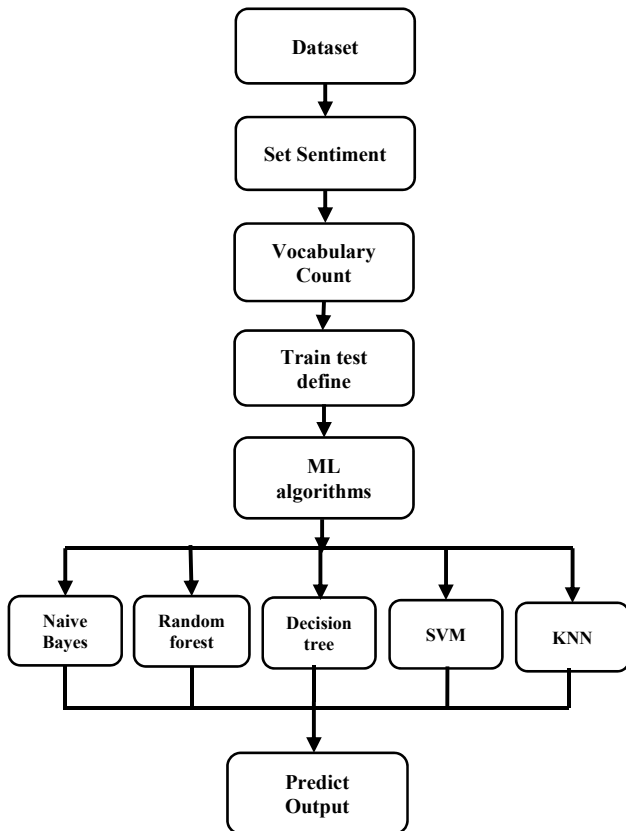 Dataset
Set Sentiment
Vocabulary
Count
Train test
define
ML
algorithms
Naive
Bayes
Random
forest
Decision
tree
SVM
KNN
Predict
Output